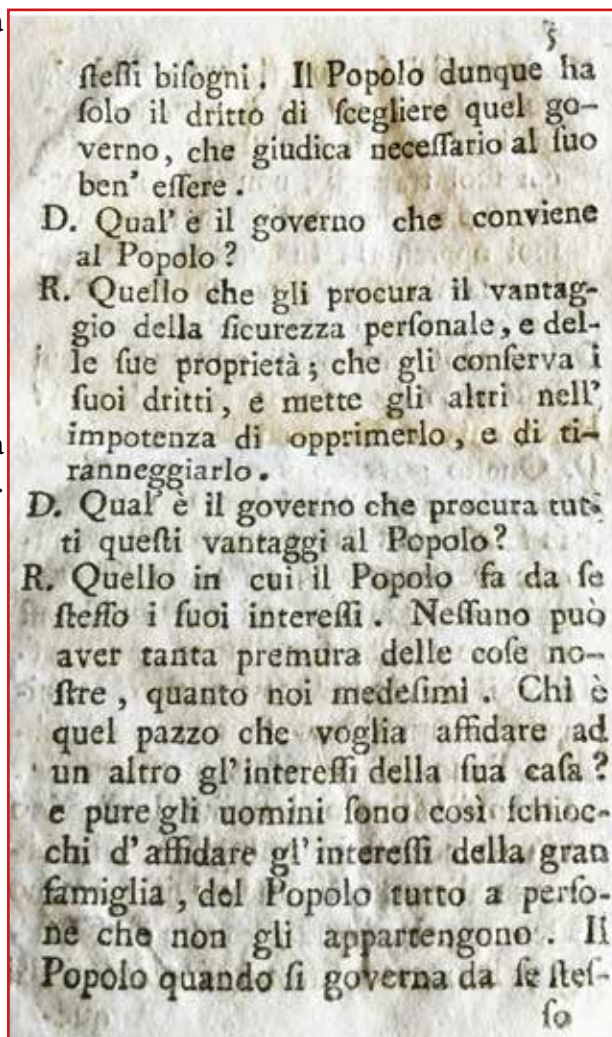 5
ſteſſi biſogni. Il Popolo dunque ha
ſolo il dritto di ſcegliere quel go-
verno, che giudica neceſſario al ſuo
ben' eſſere.
D. Qual' è il governo che conviene
al Popolo?
R. Quello che gli procura il vantag-
gio della ſicurezza perſonale, e del-
le ſue proprietà; che gli conſerva i
ſuoi dritti, e mette gli altri nell'
impotenza di opprimerlo, e di ti-
ranneggiarlo.
D. Qual' è il governo che procura tut-
ti queſti vantaggi al Popolo?
R. Quello in cui il Popolo fa da ſe
ſteſſo i ſuoi intereſſi. Neſſuno può
aver tanta premura delle coſe no-
ſtre, quanto noi medeſimi. Chi è
quel pazzo che voglia affidare ad
un altro gl'intereſſi della ſua caſa?
e pure gli uomini ſono così ſchioc-
chi d'affidare gl'intereſſi della gran
famiglia, del Popolo tutto a perſo-
ne che non gli appartengono. Il
Popolo quando ſi governa da ſe ſteſ-
ſo